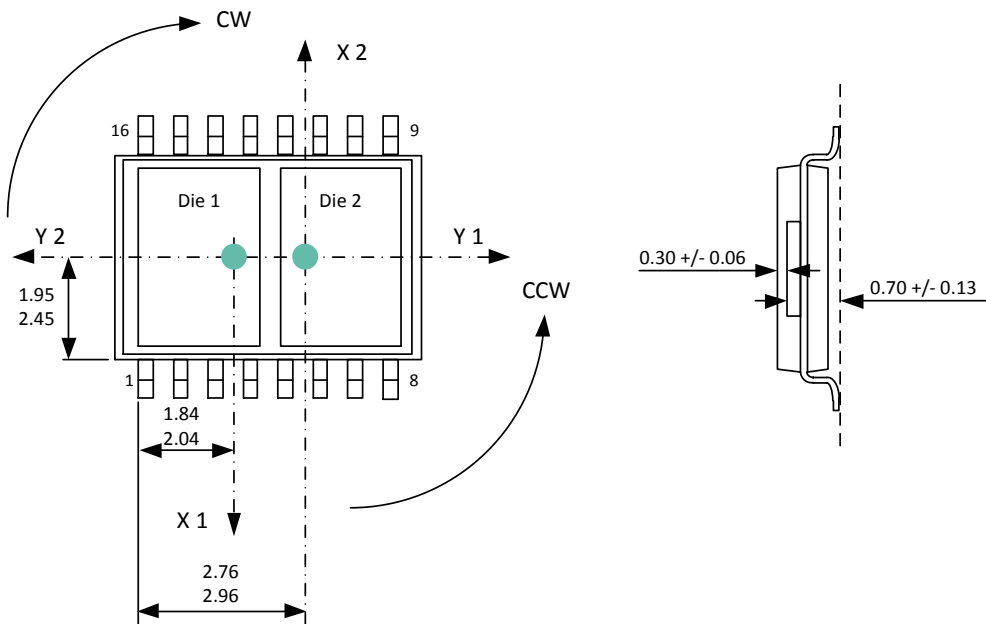 CW
X 2
16
9
Die 1
Die 2
Y 2
Y 1
1.95
2.45
CCW
1
8
1.84
2.04
X 1
2.76
2.96
0.30 +/- 0.06
0.70 +/- 0.13